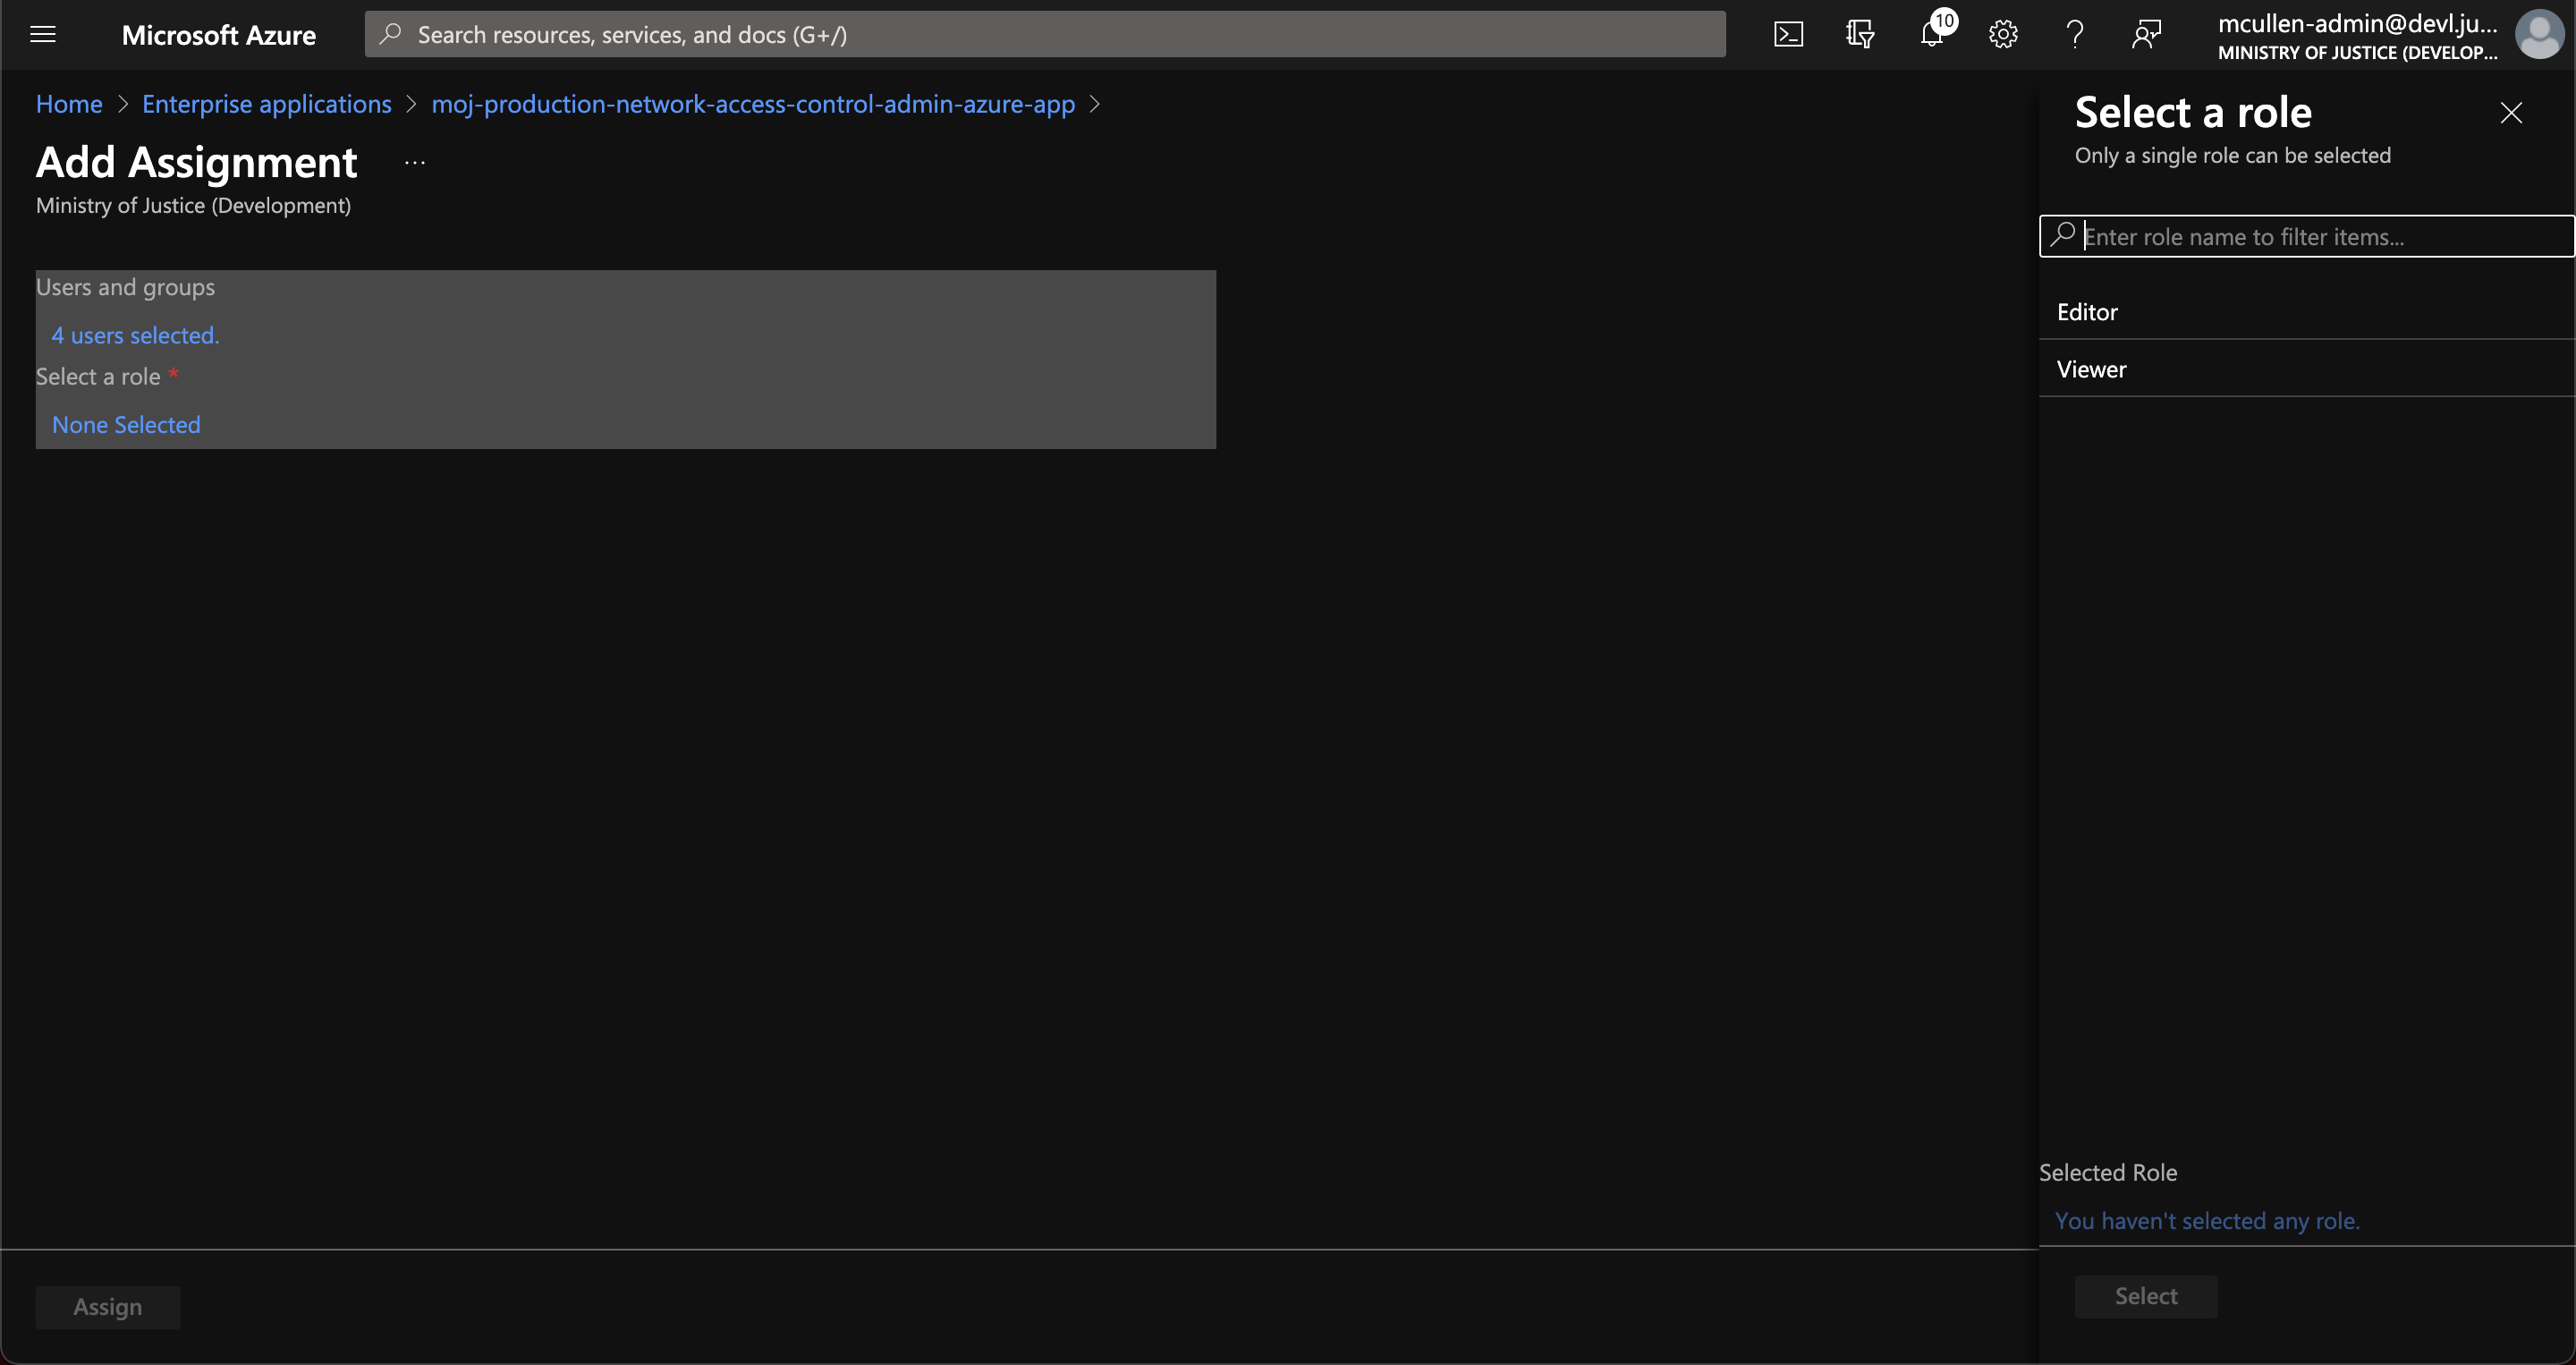 Microsoft Azure
Search resources, services, and docs (G+/)
10
mcullen-admin@devl.ju...
MINISTRY OF JUSTICE (DEVELOP...
Home > Enterprise applications > moj-production-network-access-control-admin-azure-app >
Add Assignment ...
Ministry of Justice (Development)
Users and groups
4 users selected.
Select a role *
None Selected
Assign
Select a role
Only a single role can be selected
Enter role name to filter items...
Editor
Viewer
Selected Role
You haven't selected any role.
Select